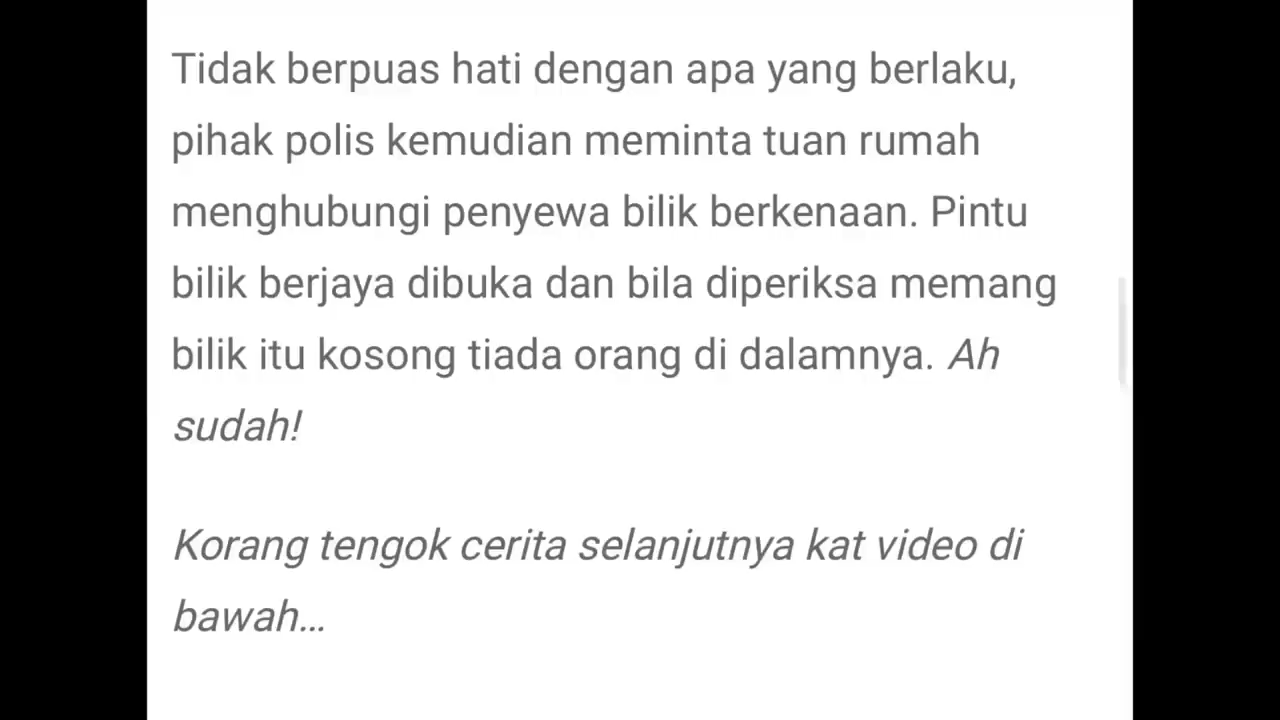 Tidak berpuas hati dengan apa yang berlaku,
pihak polis kemudian meminta tuan rumah
menghubungi penyewa bilik berkenaan. Pintu
bilik berjaya dibuka dan bila diperiksa memang
bilik itu kosong tiada orang di dalamnya. Ah
sudah!
Korang tengok cerita selanjutnya kat video di
bawah...